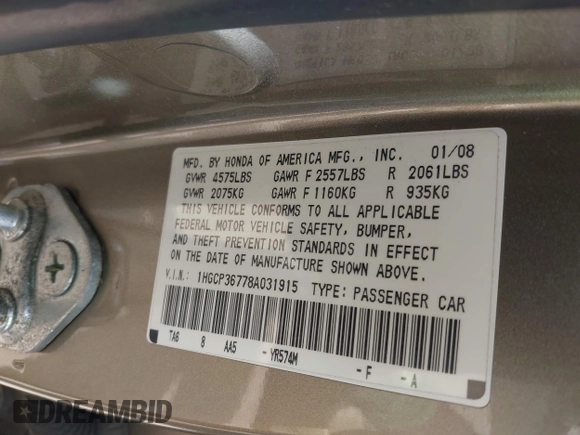 MFD. BY HONDA OF AMERICA MFG., INC. 01/08
GVWR 4575LBS GAWR F 2557LBS R 2061LBS
GVWR 2075KG GAWR F 1160KG R 935KG
THIS VEHICLE CONFORMS TO ALL APPLICABLE
FEDERAL MOTOR VEHICLE SAFETY, BUMPER,
AND THEFT PREVENTION STANDARDS IN EFFECT
ON THE DATE OF MANUFACTURE SHOWN ABOVE.
V.I.N.: 1HGCP36778A031915 TYPE: PASSENGER CAR
TA6 8 AA5 - YR574M - F - A
DREAMBID